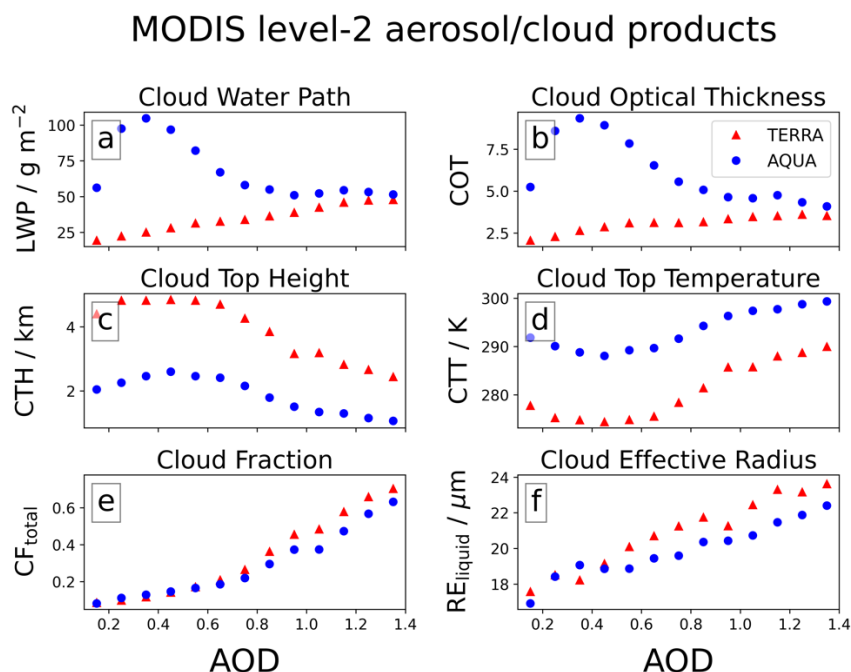 MODIS level-2 aerosol/cloud products
Cloud Water Path
a
LWP / g m⁻²
100
75
50
25
Cloud Optical Thickness
b
COT
7.5
5.0
2.5
TERRA
AQUA
Cloud Top Height
c
CTH / km
4
2
Cloud Top Temperature
d
CTT / K
300
290
280
Cloud Fraction
e
CF_total
0.6
0.4
0.2
0.2 0.4 0.6 0.8 1.0 1.2 1.4
AOD
Cloud Effective Radius
f
RE_liquid / μm
24
22
20
18
0.2 0.4 0.6 0.8 1.0 1.2 1.4
AOD